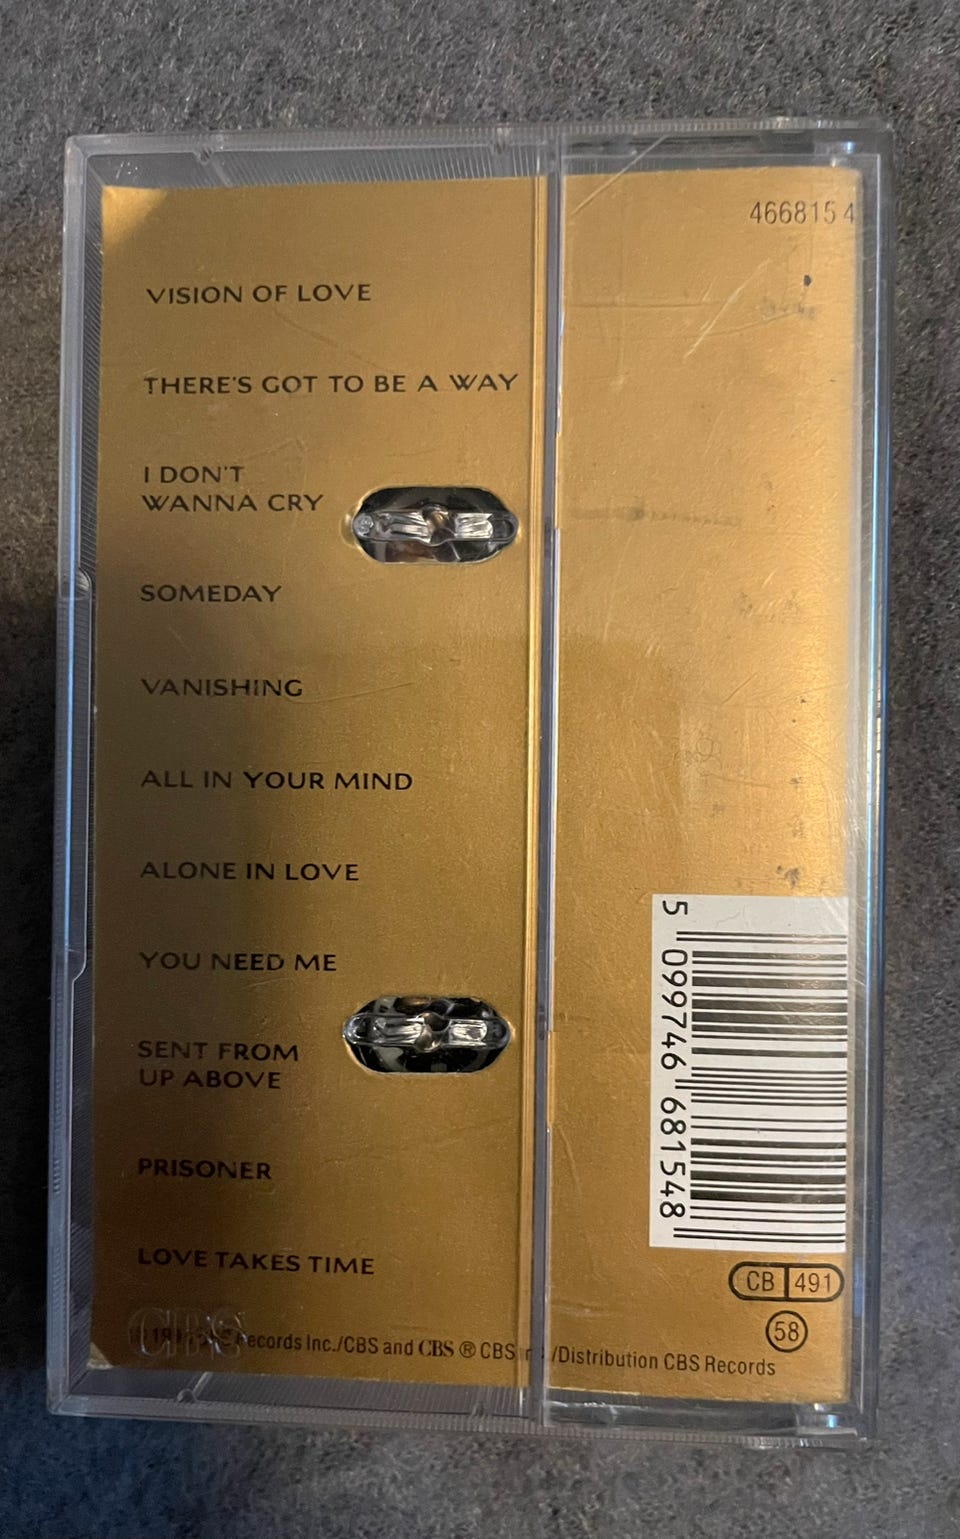 466815 4
VISION OF LOVE
THERE'S GOT TO BE A WAY
I DON'T
WANNA CRY
SOMEDAY
VANISHING
ALL IN YOUR MIND
ALONE IN LOVE
YOU NEED ME
SENT FROM
UP ABOVE
PRISONER
LOVE TAKES TIME
5 099746 681548
CB 491
58
CBS
Records Inc./CBS and CBS ® CBS /Distribution CBS Records